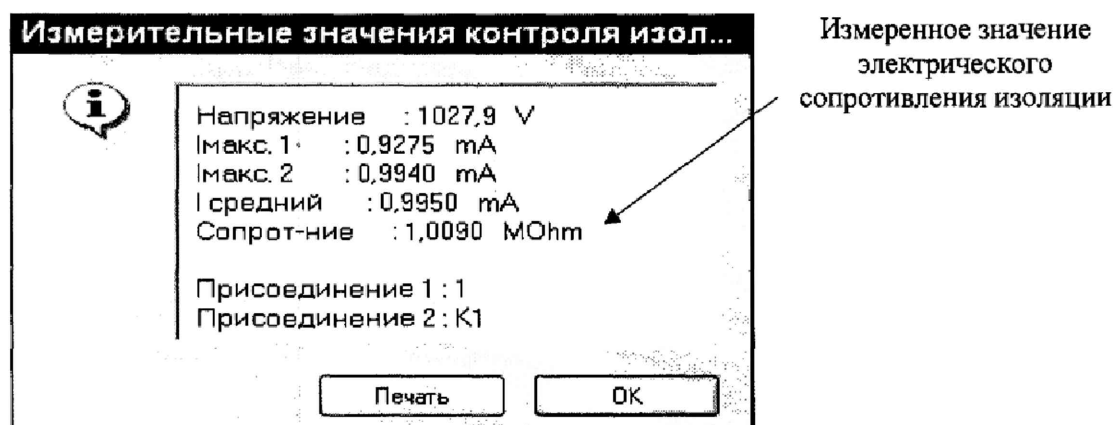 Измерительные значения контроля изол...
Напряжение : 1027,9 V
Iмакс. 1 : 0,9275 mA
Iмакс. 2 : 0,9940 mA
I средний : 0,9950 mA
Сопрот-ние : 1,0090 MOhm
Присоединение 1 : 1
Присоединение 2 : K1
Печать
OK
Измеренное значение
электрического
сопротивления изоляции